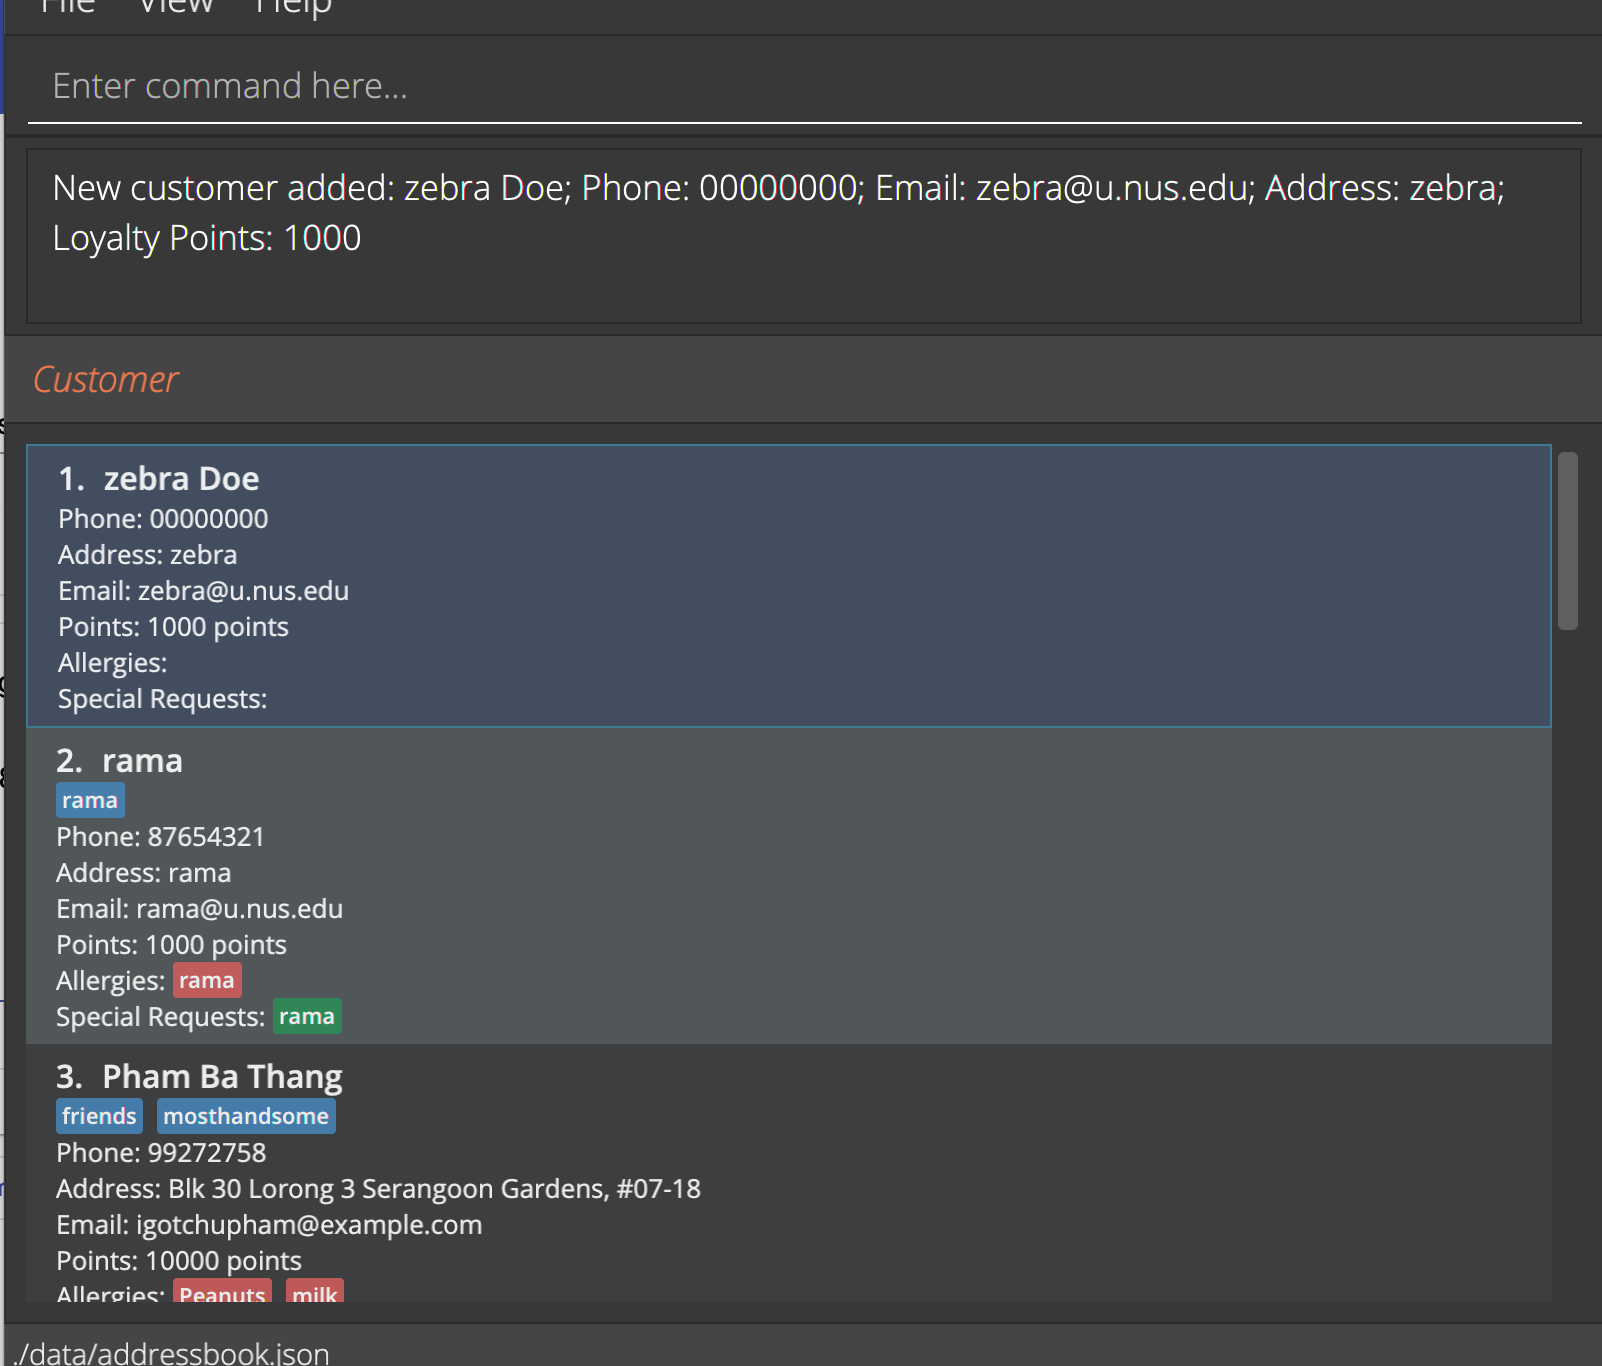 File View Help
Enter command here...
New customer added: zebra Doe; Phone: 00000000; Email: zebra@u.nus.edu; Address: zebra;
Loyalty Points: 1000
Customer
1. zebra Doe
Phone: 00000000
Address: zebra
Email: zebra@u.nus.edu
Points: 1000 points
Allergies:
Special Requests:
2. rama
rama
Phone: 87654321
Address: rama
Email: rama@u.nus.edu
Points: 1000 points
Allergies: rama
Special Requests: rama
3. Pham Ba Thang
friends mosthandsome
Phone: 99272758
Address: Blk 30 Lorong 3 Serangoon Gardens, #07-18
Email: igotchupham@example.com
Points: 10000 points
Allergies: Peanuts milk
./data/addressbook.json